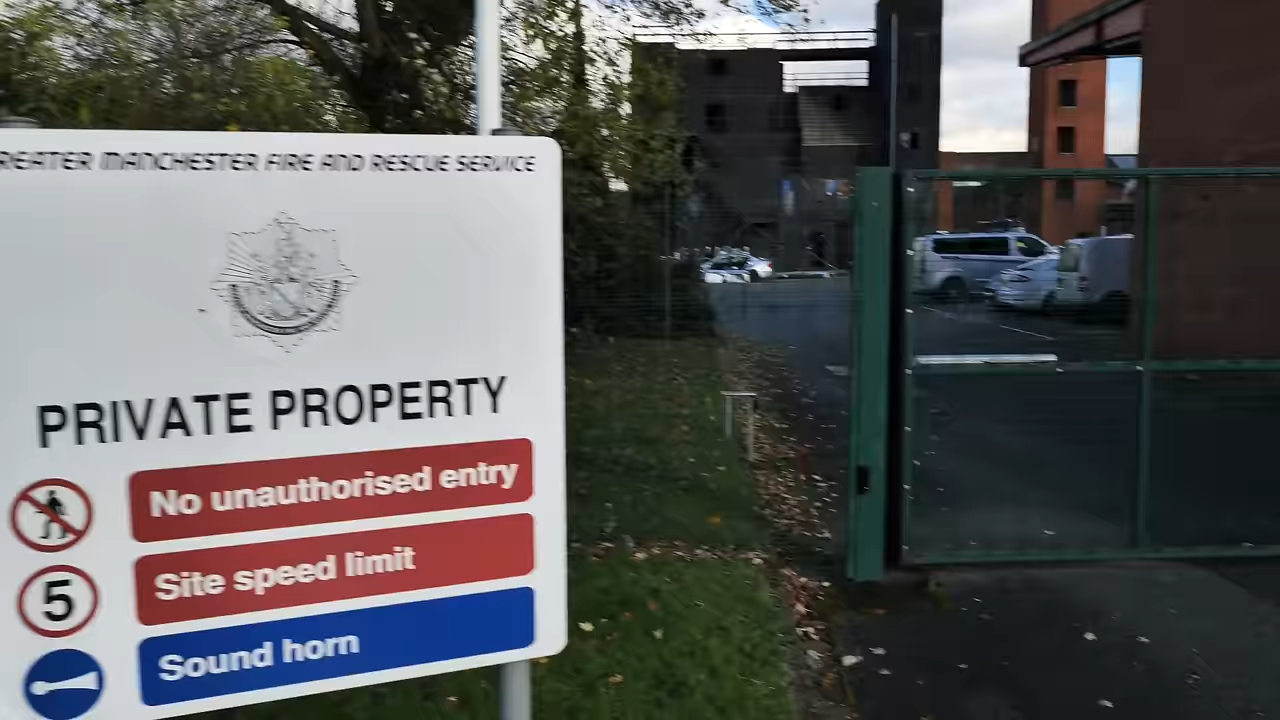 REATER MANCHESTER FIRE AND RESCUE SERVICE
PRIVATE PROPERTY
No unauthorised entry
5
Site speed limit
Sound horn